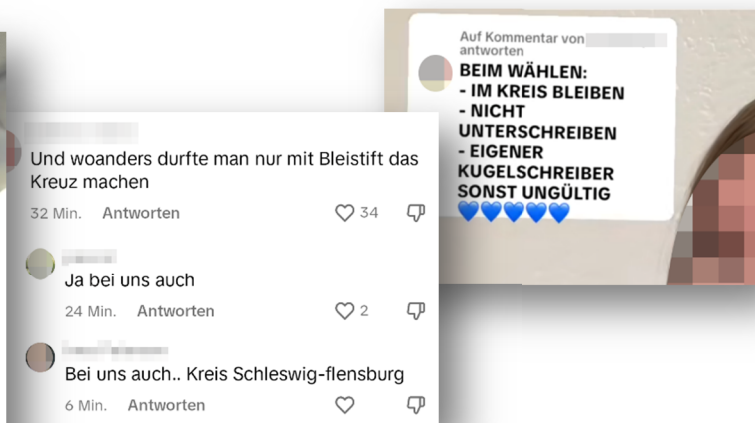 Und woanders durfte man nur mit Bleistift das
Kreuz machen
32 Min. Antworten 34
Ja bei uns auch
24 Min. Antworten 2
Bei uns auch.. Kreis Schleswig-flensburg
6 Min. Antworten
Auf Kommentar von
antworten
BEIM WÄHLEN:
- IM KREIS BLEIBEN
- NICHT
UNTERSCHREIBEN
- EIGENER
KUGELSCHREIBER
SONST UNGÜLTIG
💙💙💙💙💙